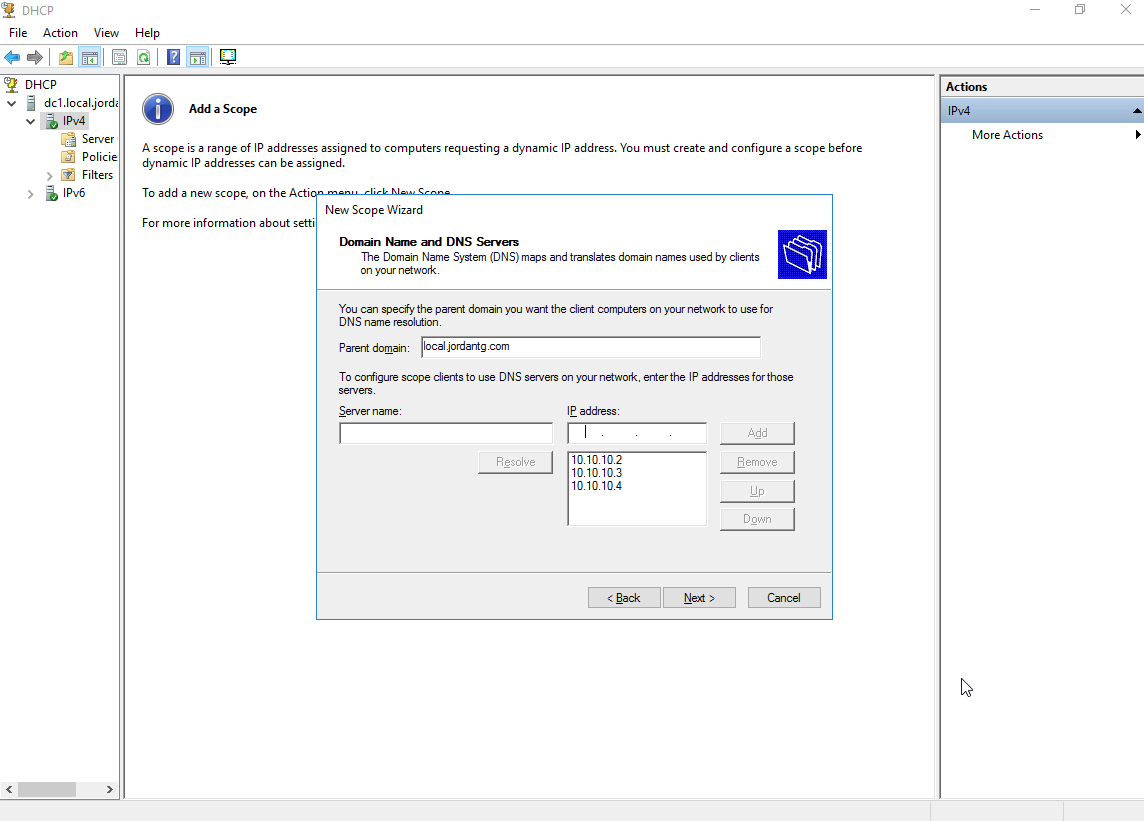 DHCP
File Action View Help
DHCP
dc1.local.jorda
IPv4
Server
Policie
Filters
IPv6
Add a Scope
A scope is a range of IP addresses assigned to computers requesting a dynamic IP address. You must create and configure a scope before
dynamic IP addresses can be assigned.
To add a new scope, on the Action menu, click New Scope.
For more information about setti
New Scope Wizard
Domain Name and DNS Servers
The Domain Name System (DNS) maps and translates domain names used by clients
on your network.
You can specify the parent domain you want the client computers on your network to use for
DNS name resolution.
Parent domain: local.jordantg.com
To configure scope clients to use DNS servers on your network, enter the IP addresses for those
servers.
Server name: IP address:
. . . Add
Resolve
10.10.10.2
10.10.10.3
10.10.10.4
Remove
Up
Down
< Back Next > Cancel
Actions
IPv4
More Actions